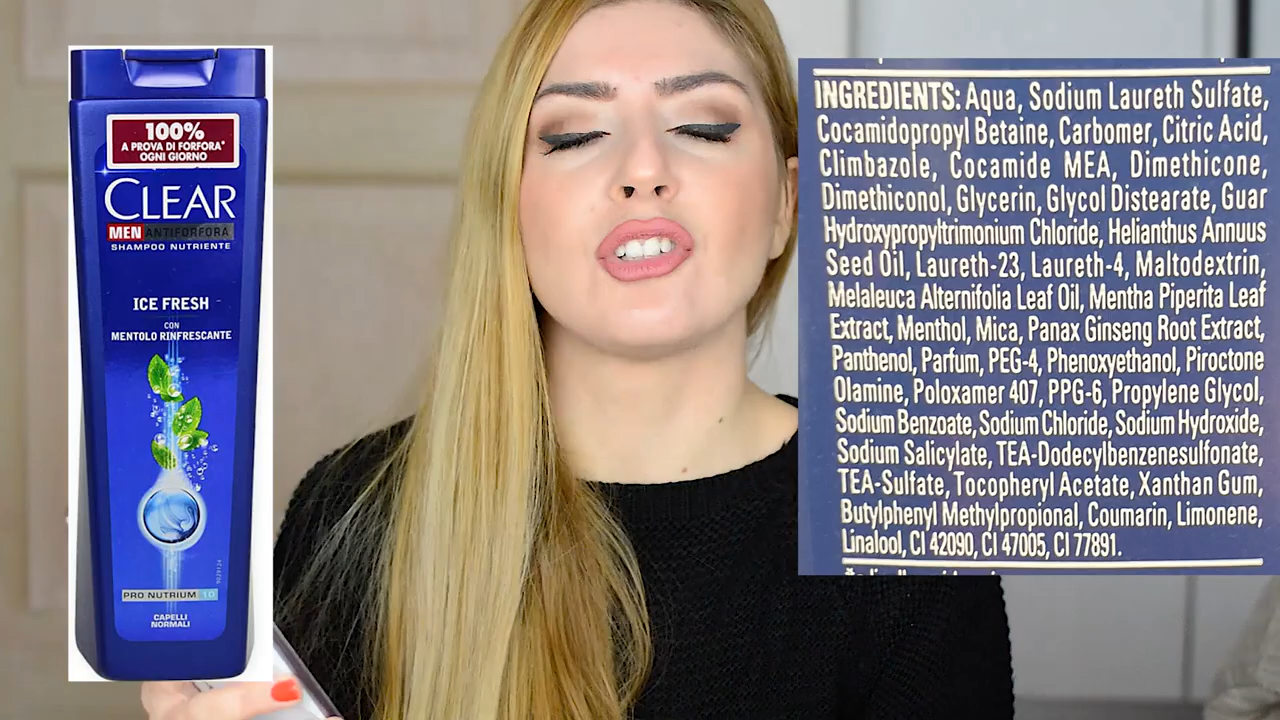 100%
A PROVA DI FORFORA*
OGNI GIORNO
CLEAR
MEN ANTIFORFORA
SHAMPOO NUTRIENTE
ICE FRESH
CON
MENTOLO RINFRESCANTE
PRO NUTRIUM 10
CAPELLI
NORMALI
INGREDIENTS: Aqua, Sodium Laureth Sulfate,
Cocamidopropyl Betaine, Carbomer, Citric Acid,
Climbazole, Cocamide MEA, Dimethicone,
Dimethiconol, Glycerin, Glycol Distearate, Guar
Hydroxypropyltrimonium Chloride, Helianthus Annuus
Seed Oil, Laureth-23, Laureth-4, Maltodextrin,
Melaleuca Alternifolia Leaf Oil, Mentha Piperita Leaf
Extract, Menthol, Mica, Panax Ginseng Root Extract,
Panthenol, Parfum, PEG-4, Phenoxyethanol, Piroctone
Olamine, Poloxamer 407, PPG-6, Propylene Glycol,
Sodium Benzoate, Sodium Chloride, Sodium Hydroxide,
Sodium Salicylate, TEA-Dodecylbenzenesulfonate,
TEA-Sulfate, Tocopheryl Acetate, Xanthan Gum,
Butylphenyl Methylpropional, Coumarin, Limonene,
Linalool, CI 42090, CI 47005, CI 77891.